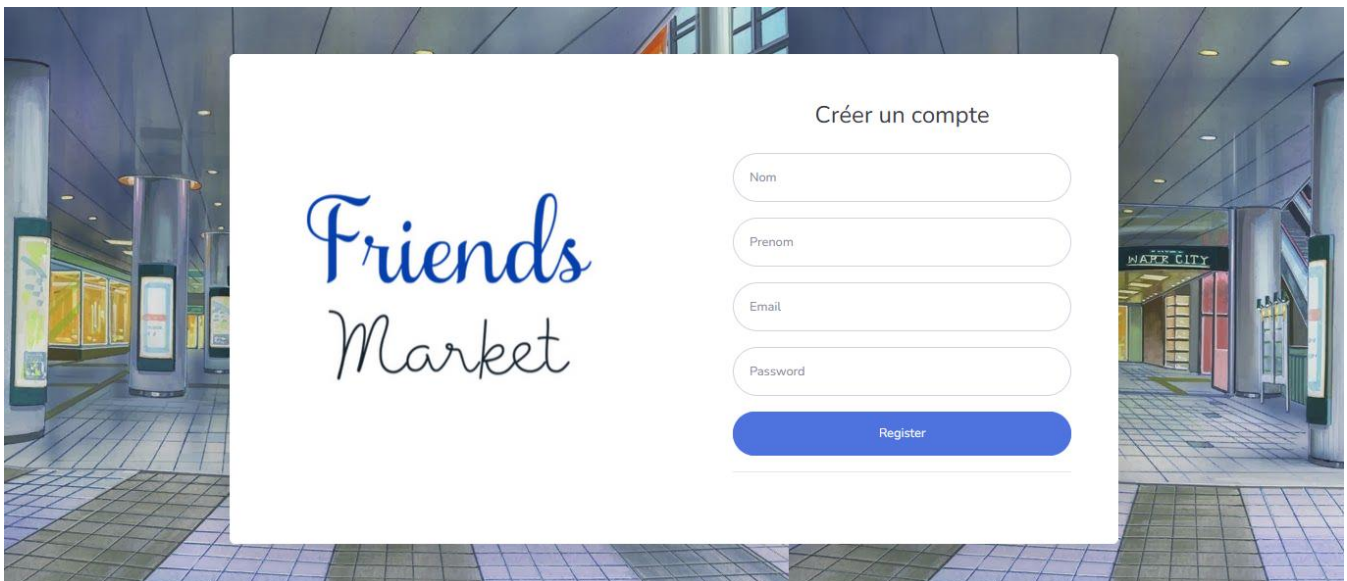 Friends
Market
Créer un compte
Nom
Prenom
Email
Password
Register